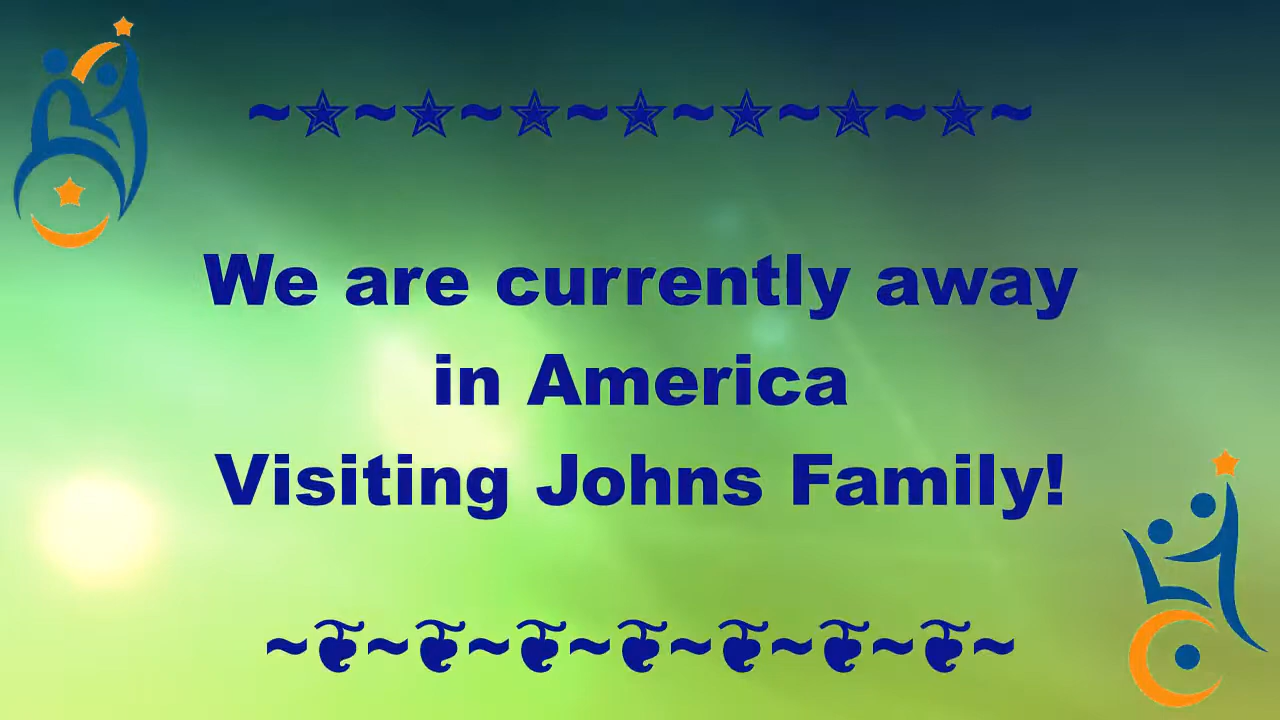 ~✯~✯~✯~✯~✯~✯~✯~
We are currently away
in America
Visiting Johns Family!
~❦~❦~❦~❦~❦~❦~❦~